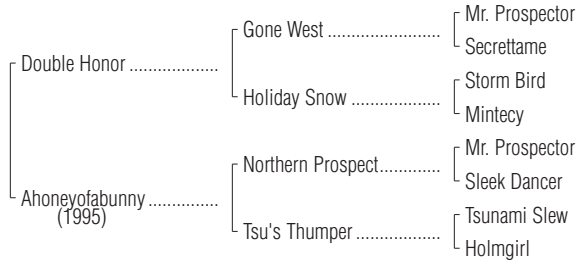 Mr. Prospector
Gone West ....................
Secrettame
Double Honor ................
Storm Bird
Holiday Snow ................
Mintecy
Mr. Prospector
Northern Prospect...........
Sleek Dancer
Ahoneyofabunny .............
(1995)
Tsunami Slew
Tsu's Thumper ...............
Holmgirl